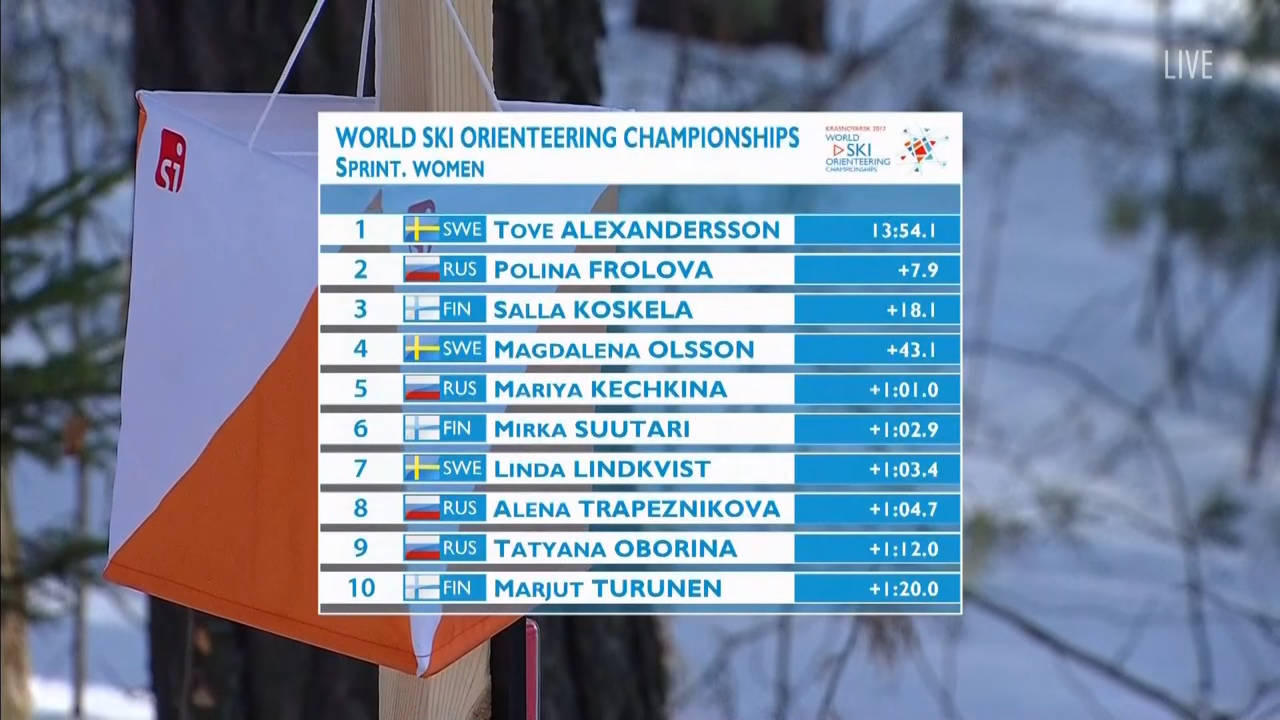 LIVE
WORLD SKI ORIENTEERING CHAMPIONSHIPS
SPRINT. WOMEN
KRASNOYARSK 2017
WORLD
SKI
ORIENTEERING
CHAMPIONSHIPS
SI
1 SWE TOVE ALEXANDERSSON 13:54.1
2 RUS POLINA FROLOVA +7.9
3 FIN SALLA KOSKELA +18.1
4 SWE MAGDALENA OLSSON +43.1
5 RUS MARIYA KECHKINA +1:01.0
6 FIN MIRKA SUUTARI +1:02.9
7 SWE LINDA LINDKVIST +1:03.4
8 RUS ALENA TRAPEZNIKOVA +1:04.7
9 RUS TATYANA OBORINA +1:12.0
10 FIN MARJUT TURUNEN +1:20.0